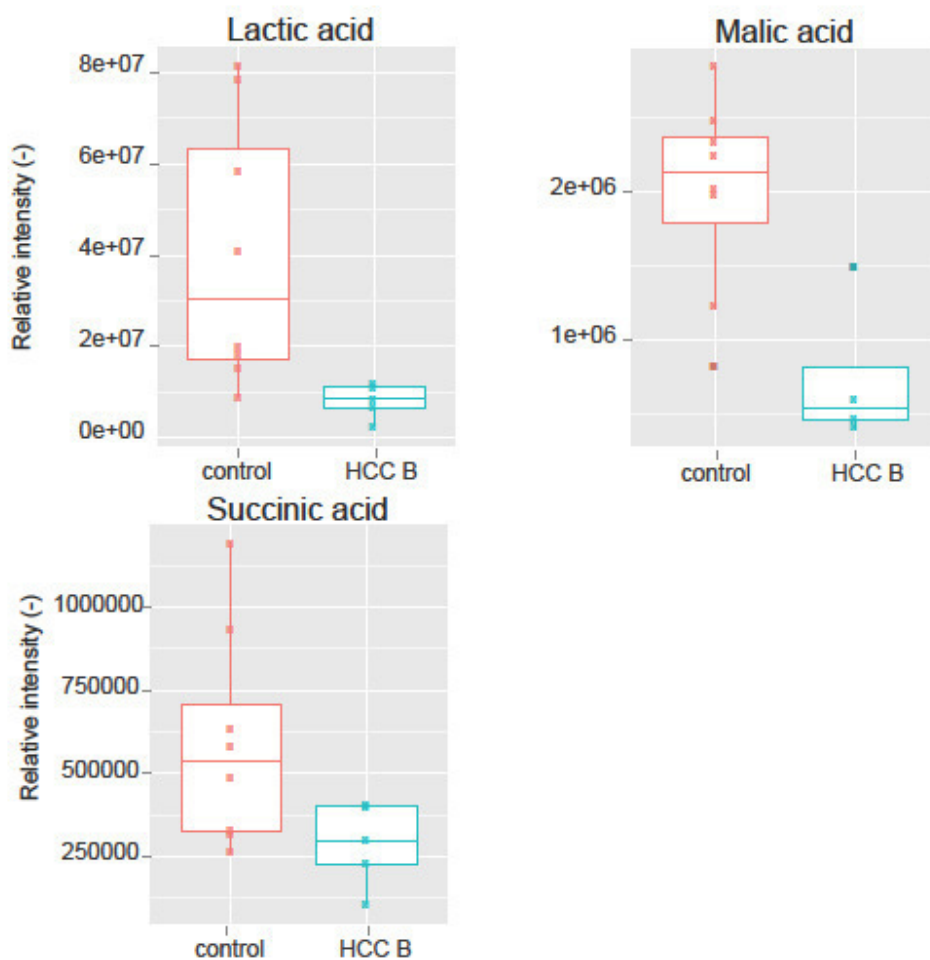 Lactic acid
Relative intensity (-)
8e+07
6e+07
4e+07
2e+07
0e+00
control HCC B
Malic acid
2e+06
1e+06
control HCC B
Succinic acid
Relative intensity (-)
1000000
750000
500000
250000
control HCC B